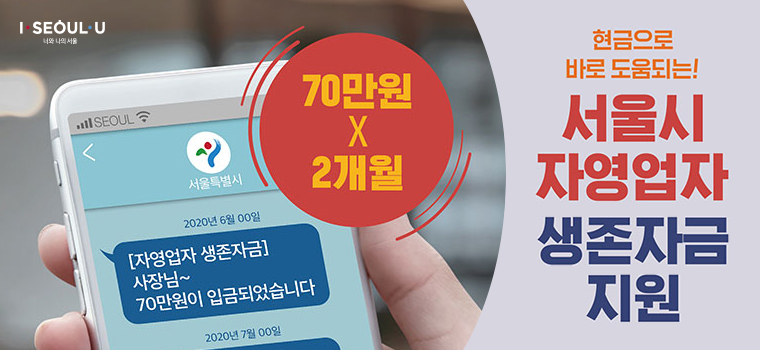 I·SEOUL·U
너와 나의 서울
SEOUL
서울특별시
2020년 6월 00일
[자영업자 생존자금]
사장님~
70만원이 입금되었습니다
2020년 7월 00일
70만원
X
2개월
현금으로
바로 도움되는!
서울시
자영업자
생존자금
지원